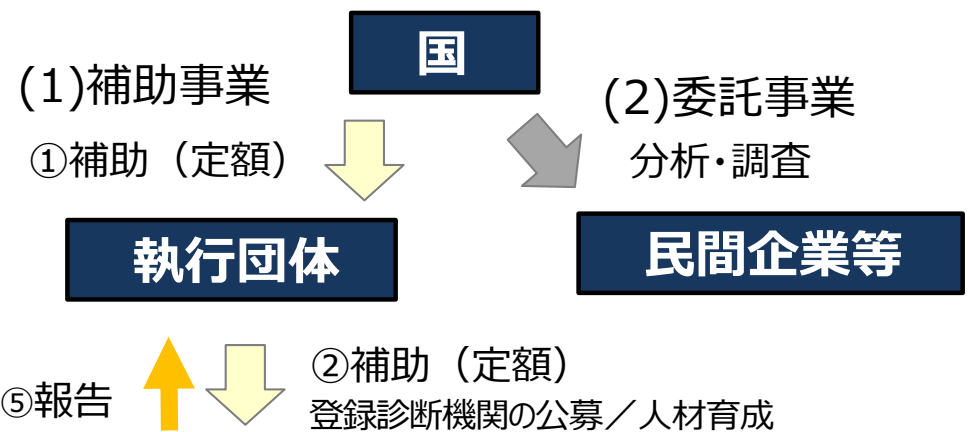 国
(1)補助事業
(2)委託事業
①補助（定額）
分析・調査
執行団体
民間企業等
②補助（定額）
⑤報告
登録診断機関の公募／人材育成